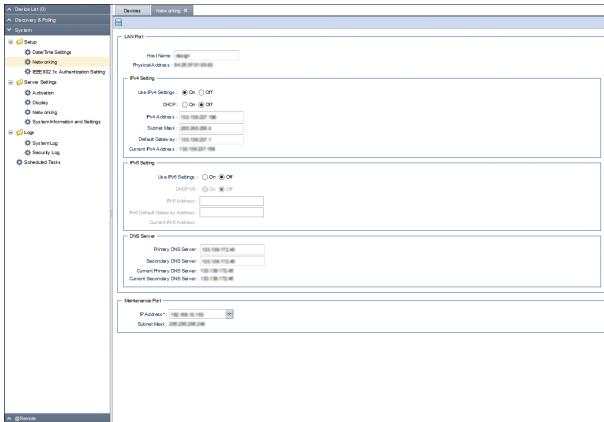 Device List (0)
Discovery & Polling
System
Setup
Date/Time Settings
Networking
IEEE802.1x Authentication Setting
Server Settings
Activation
Display
Networking
System Information and Settings
Logs
System Log
Security Log
Scheduled Tasks
@Remote
Devices
Networking
LAN Port
Host Name :
Physical Address :
IPv4 Setting
Use IPv4 Settings : On Off
DHCP : On Off
IPv4 Address :
Subnet Mask :
Default Gateway :
Current IPv4 Address :
IPv6 Setting
Use IPv6 Settings : On Off
DHCP V6 : On Off
IPv6 Address :
IPv6 Default Gateway Address :
Current IPv6 Address :
DNS Server
Primary DNS Server :
Secondary DNS Server :
Current Primary DNS Server :
Current Secondary DNS Server :
Maintenance Port
IP Address* :
Subnet Mask :